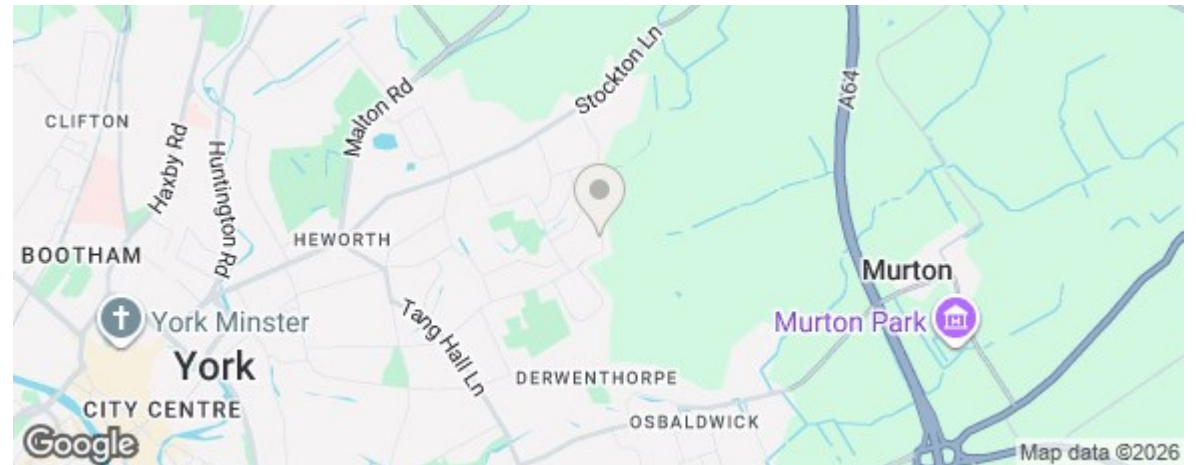 Stockton Ln
Malton Rd
A64
CLIFTON
Haxby Rd
Huntington Rd
HEWORTH
BOOTHAM
Murton
York Minster
Murton Park
Tang Hall Ln
York
DERWENTHORPE
CITY CENTRE
OSBALDWICK
Google
Map data ©2026